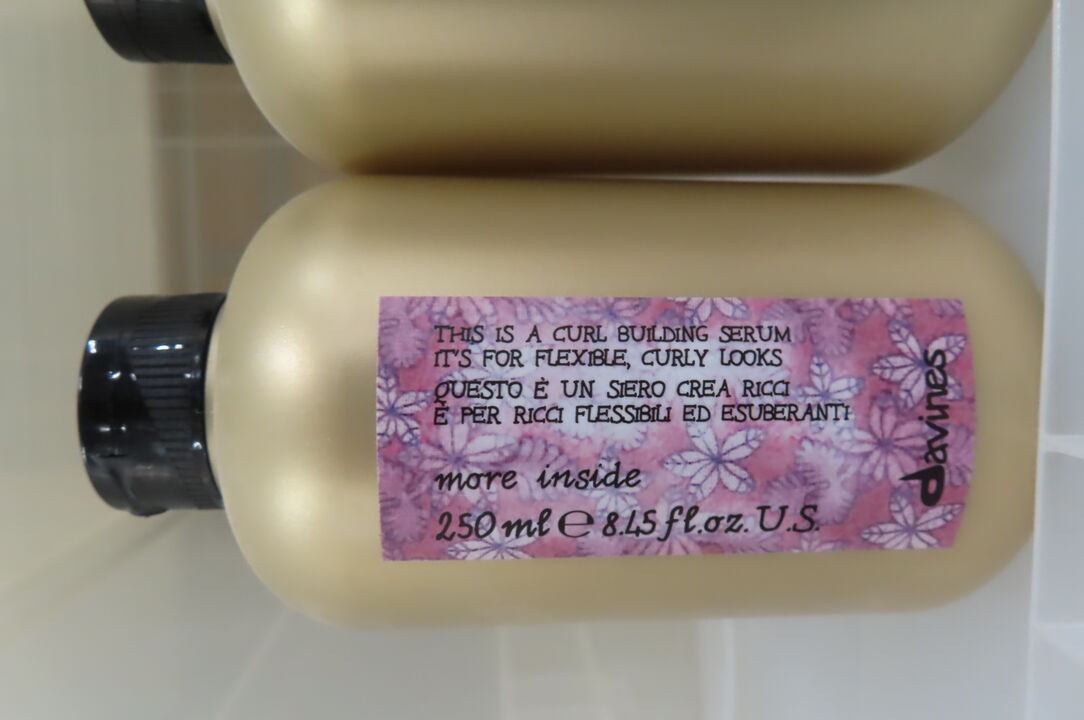 THIS IS A CURL BUILDING SERUM
IT'S FOR FLEXIBLE, CURLY LOOKS
QUESTO È UN SIERO CREA RICCI
È PER RICCI FLESSIBILI ED ESUBERANTI
more inside
250 ml e 8.45 fl.oz. U.S.
davines